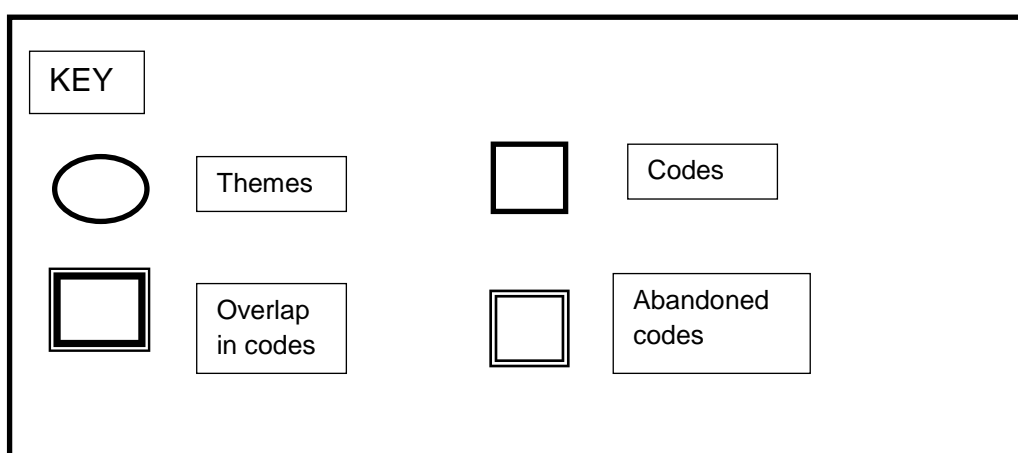 KEY
Themes
Codes
Overlap
in codes
Abandoned
codes